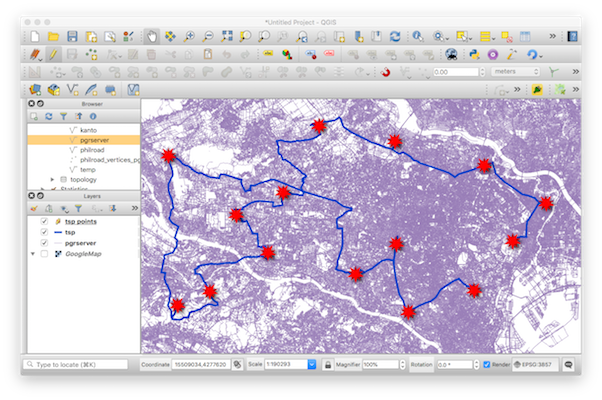 *Untitled Project - QGIS
0.00
meters
Browser
kanto
pgrserver
philroad
philroad_vertices_pg
temp
topology
Statistics
Layers
tsp points
tsp
pgrserver
GoogleMap
Type to locate (⌘K)
Coordinate 15509034,4277620 Scale 1:190293 Magnifier 100% Rotation 0.0 ° Render EPSG:3857